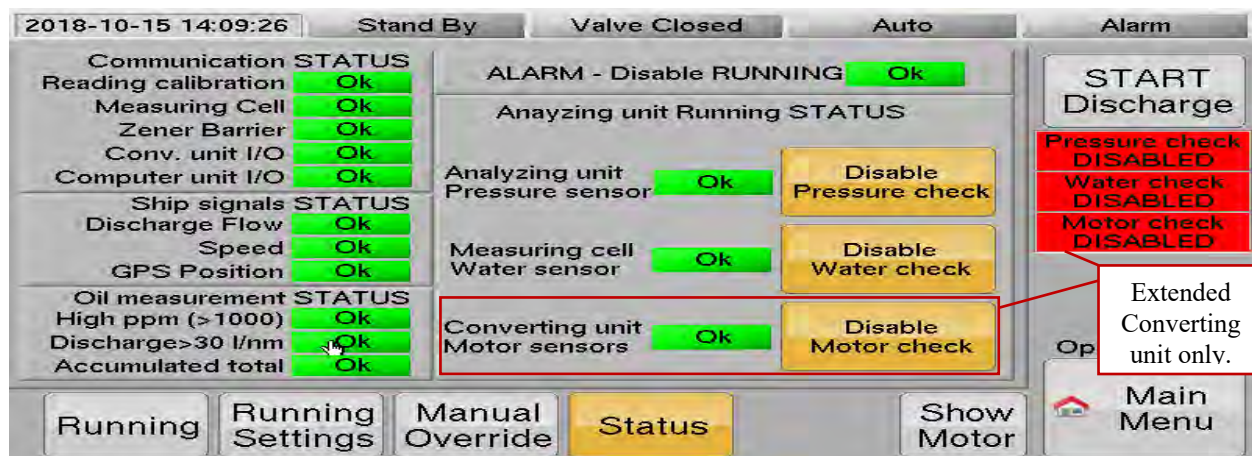 2018-10-15 14:09:26 Stand By Valve Closed Auto Alarm
Communication STATUS
Reading calibration Ok
Measuring Cell Ok
Zener Barrier Ok
Conv. unit I/O Ok
Computer unit I/O Ok
Ship signals STATUS
Discharge Flow Ok
Speed Ok
GPS Position Ok
Oil measurement STATUS
High ppm (>1000) Ok
Discharge>30 l/nm Ok
Accumulated total Ok
ALARM - Disable RUNNING Ok
Anayzing unit Running STATUS
Analyzing unit
Pressure sensor
Ok
Disable
Pressure check
Measuring cell
Water sensor
Ok
Disable
Water check
Converting unit
Motor sensors
Ok
Disable
Motor check
START
Discharge
Pressure check
DISABLED
Water check
DISABLED
Motor check
DISABLED
Extended
Converting
unit only.
Op
Main
Menu
Running
Running
Settings
Manual
Override
Status
Show
Motor